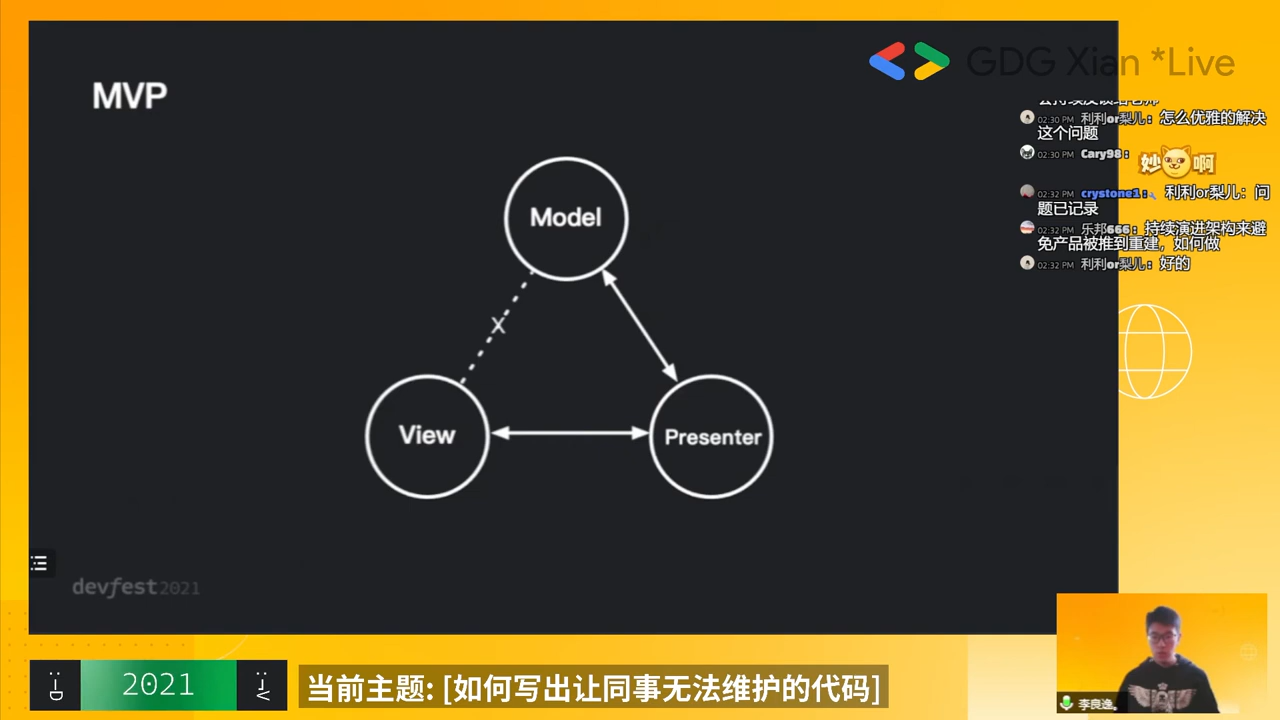 MVP
GDG Xian *Live
02:30 PM 利利or梨儿: 怎么优雅的解决
这个问题
02:30 PM Cary98: 妙啊
02:32 PM crystone1: 利利or梨儿: 问
题已记录
02:32 PM 乐邦666: 持续演进架构来避
免产品被推到重建，如何做
02:32 PM 利利or梨儿: 好的
Model
X
View
Presenter
devfest2021
2021
当前主题: [如何写出让同事无法维护的代码]
李良逸